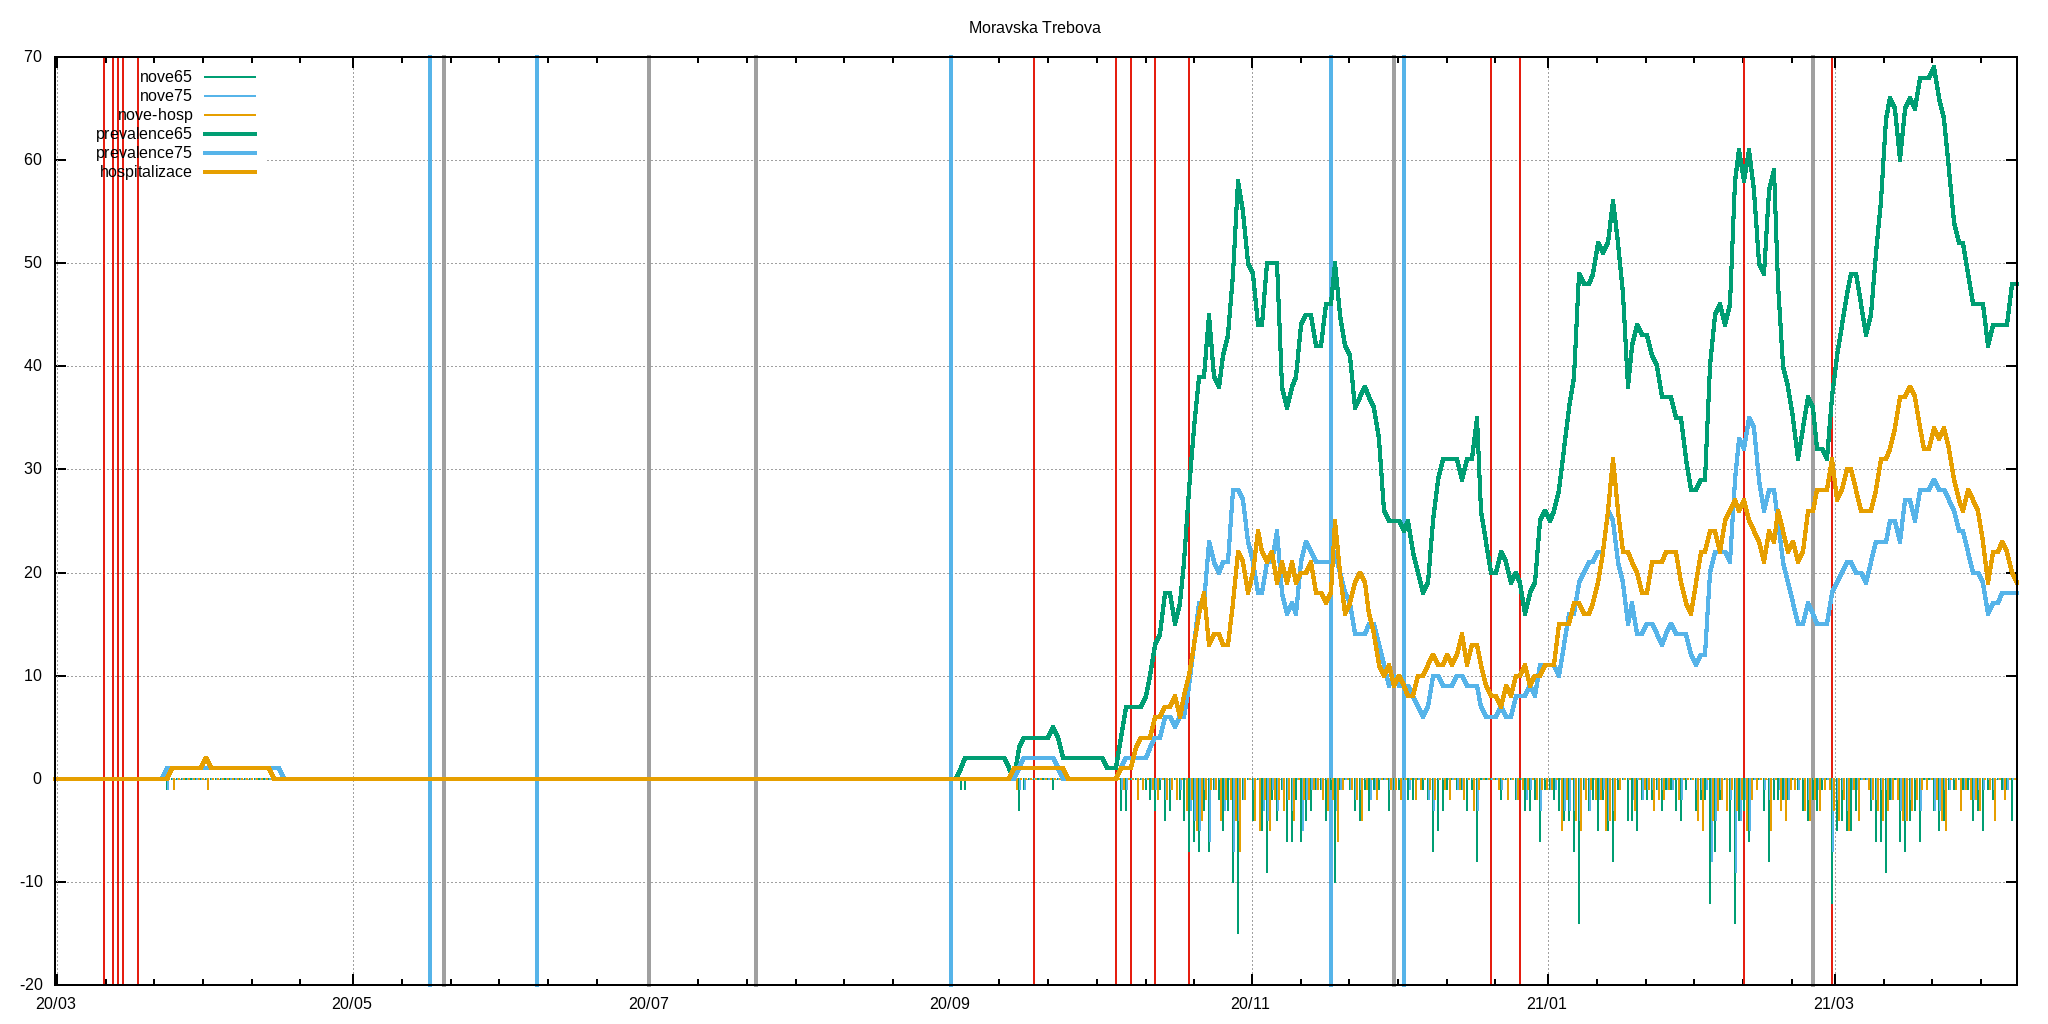 Moravska Trebova
70
60
50
40
30
20
10
0
-10
-20
nove65
nove75
nove-hosp
prevalence65
prevalence75
hospitalizace
20/03 20/05 20/07 20/09 20/11 21/01 21/03